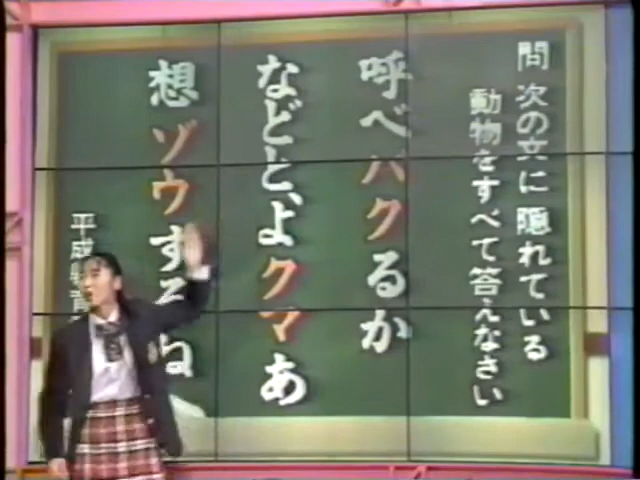 問 次の文に隠れている
動物をすべて答えなさい
呼べバクるか
などと、よクマあ
想ゾウす
ね
平成